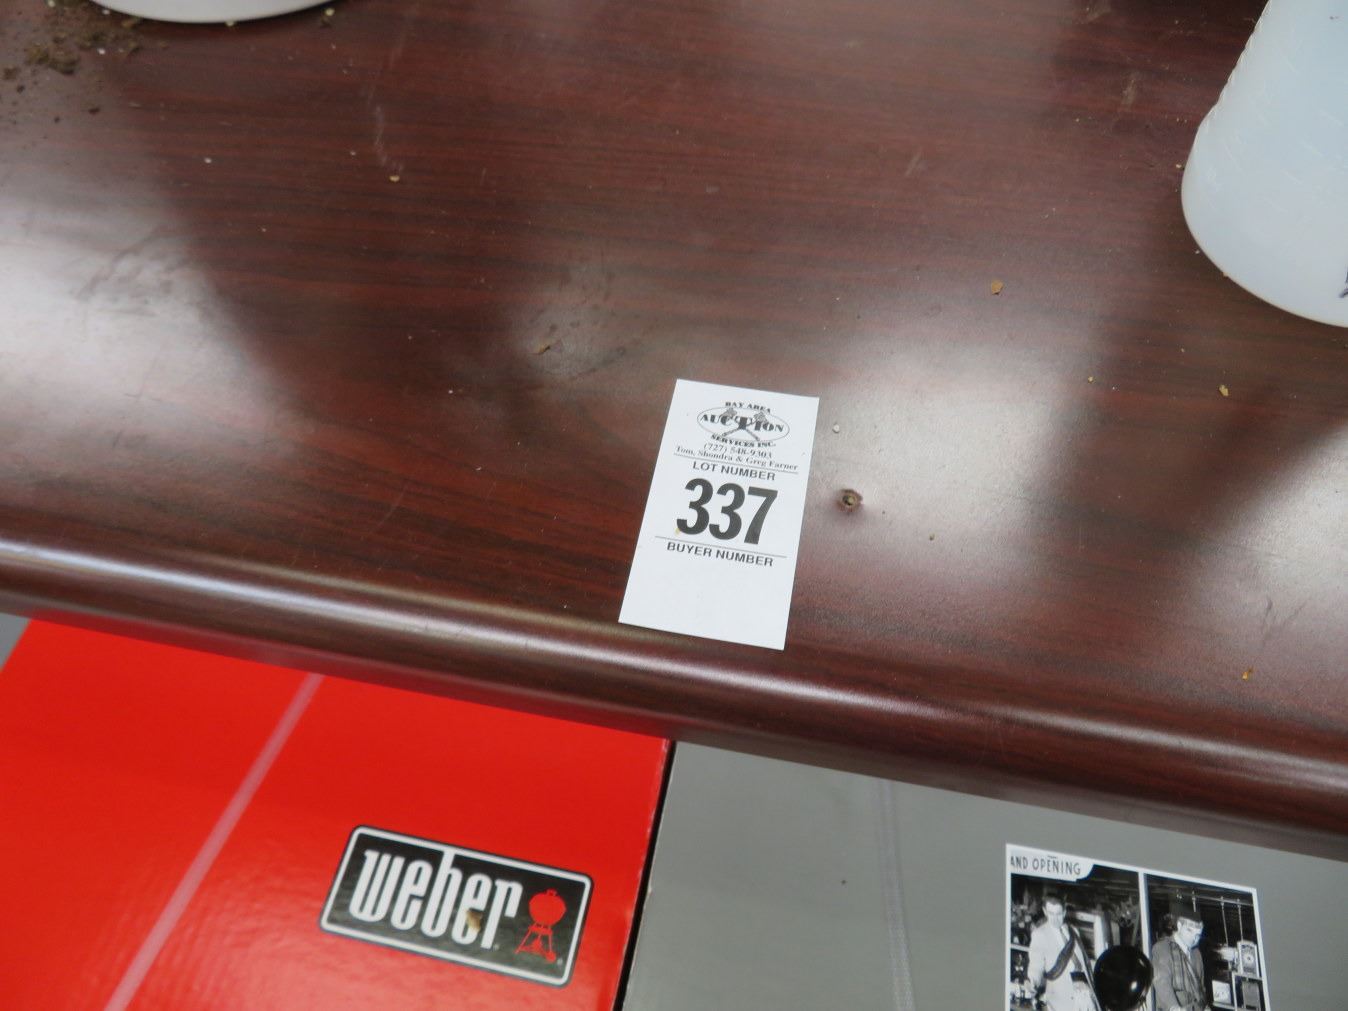 BAY AREA
AUCTION
SERVICES INC.
(727) 548-9303
Tom, Shondra & Greg Farner
LOT NUMBER
337
BUYER NUMBER
weber
AND OPENING